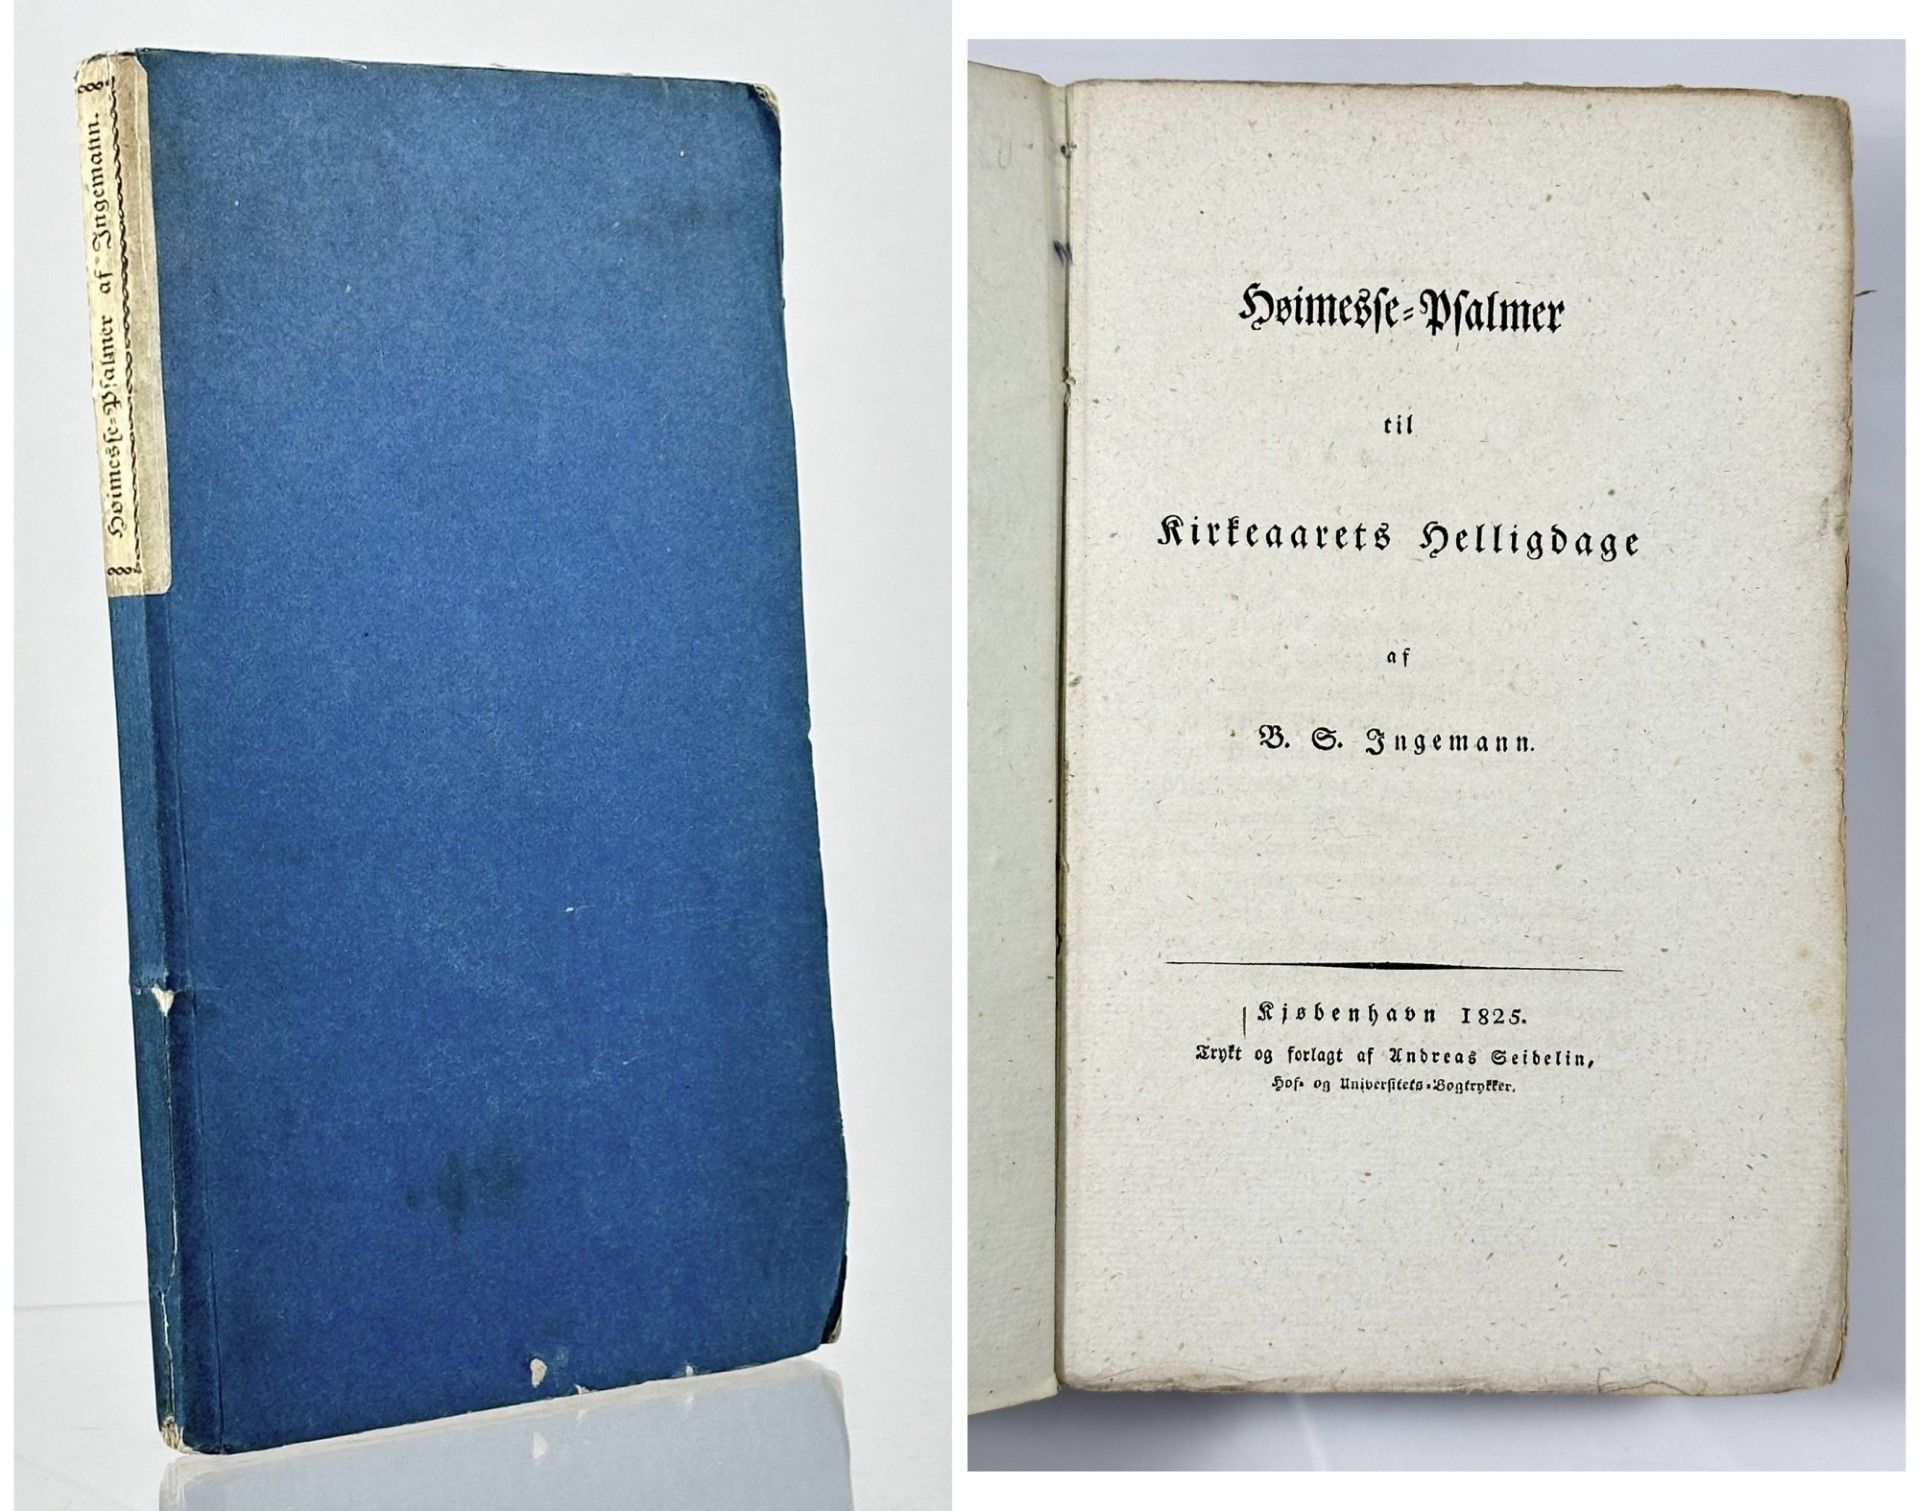 Høimesse-Psalmer af Ingemann.
Høimesse-Psalmer
til
Kirkeaarets Helligdage
af
B. S. Ingemann.
Kjøbenhavn 1825.
Trykt og forlagt af Andreas Seidelin,
Hof- og Universitets-Bogtrykker.